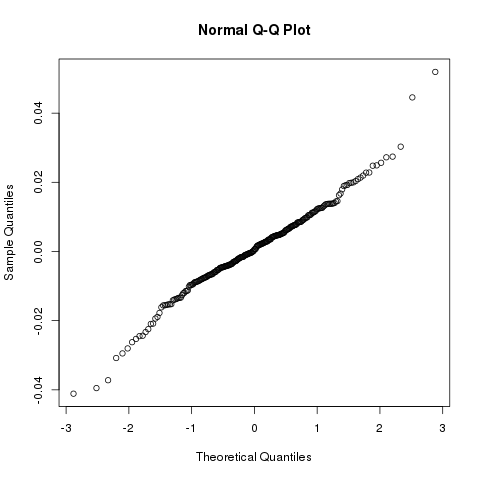 Normal Q-Q Plot
0.04
0.02
0.00
-0.02
-0.04
Sample Quantiles
-3 -2 -1 0 1 2 3
Theoretical Quantiles